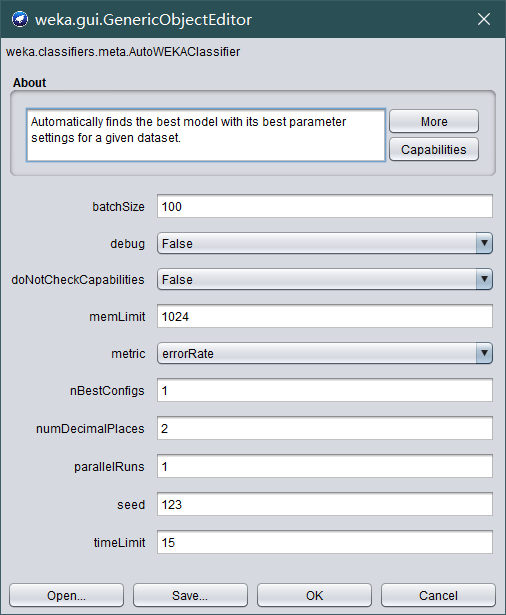 weka.gui.GenericObjectEditor
weka.classifiers.meta.AutoWEKAClassifier
About
Automatically finds the best model with its best parameter
settings for a given dataset.
More
Capabilities
batchSize 100
debug False
doNotCheckCapabilities False
memLimit 1024
metric errorRate
nBestConfigs 1
numDecimalPlaces 2
parallelRuns 1
seed 123
timeLimit 15
Open... Save... OK Cancel